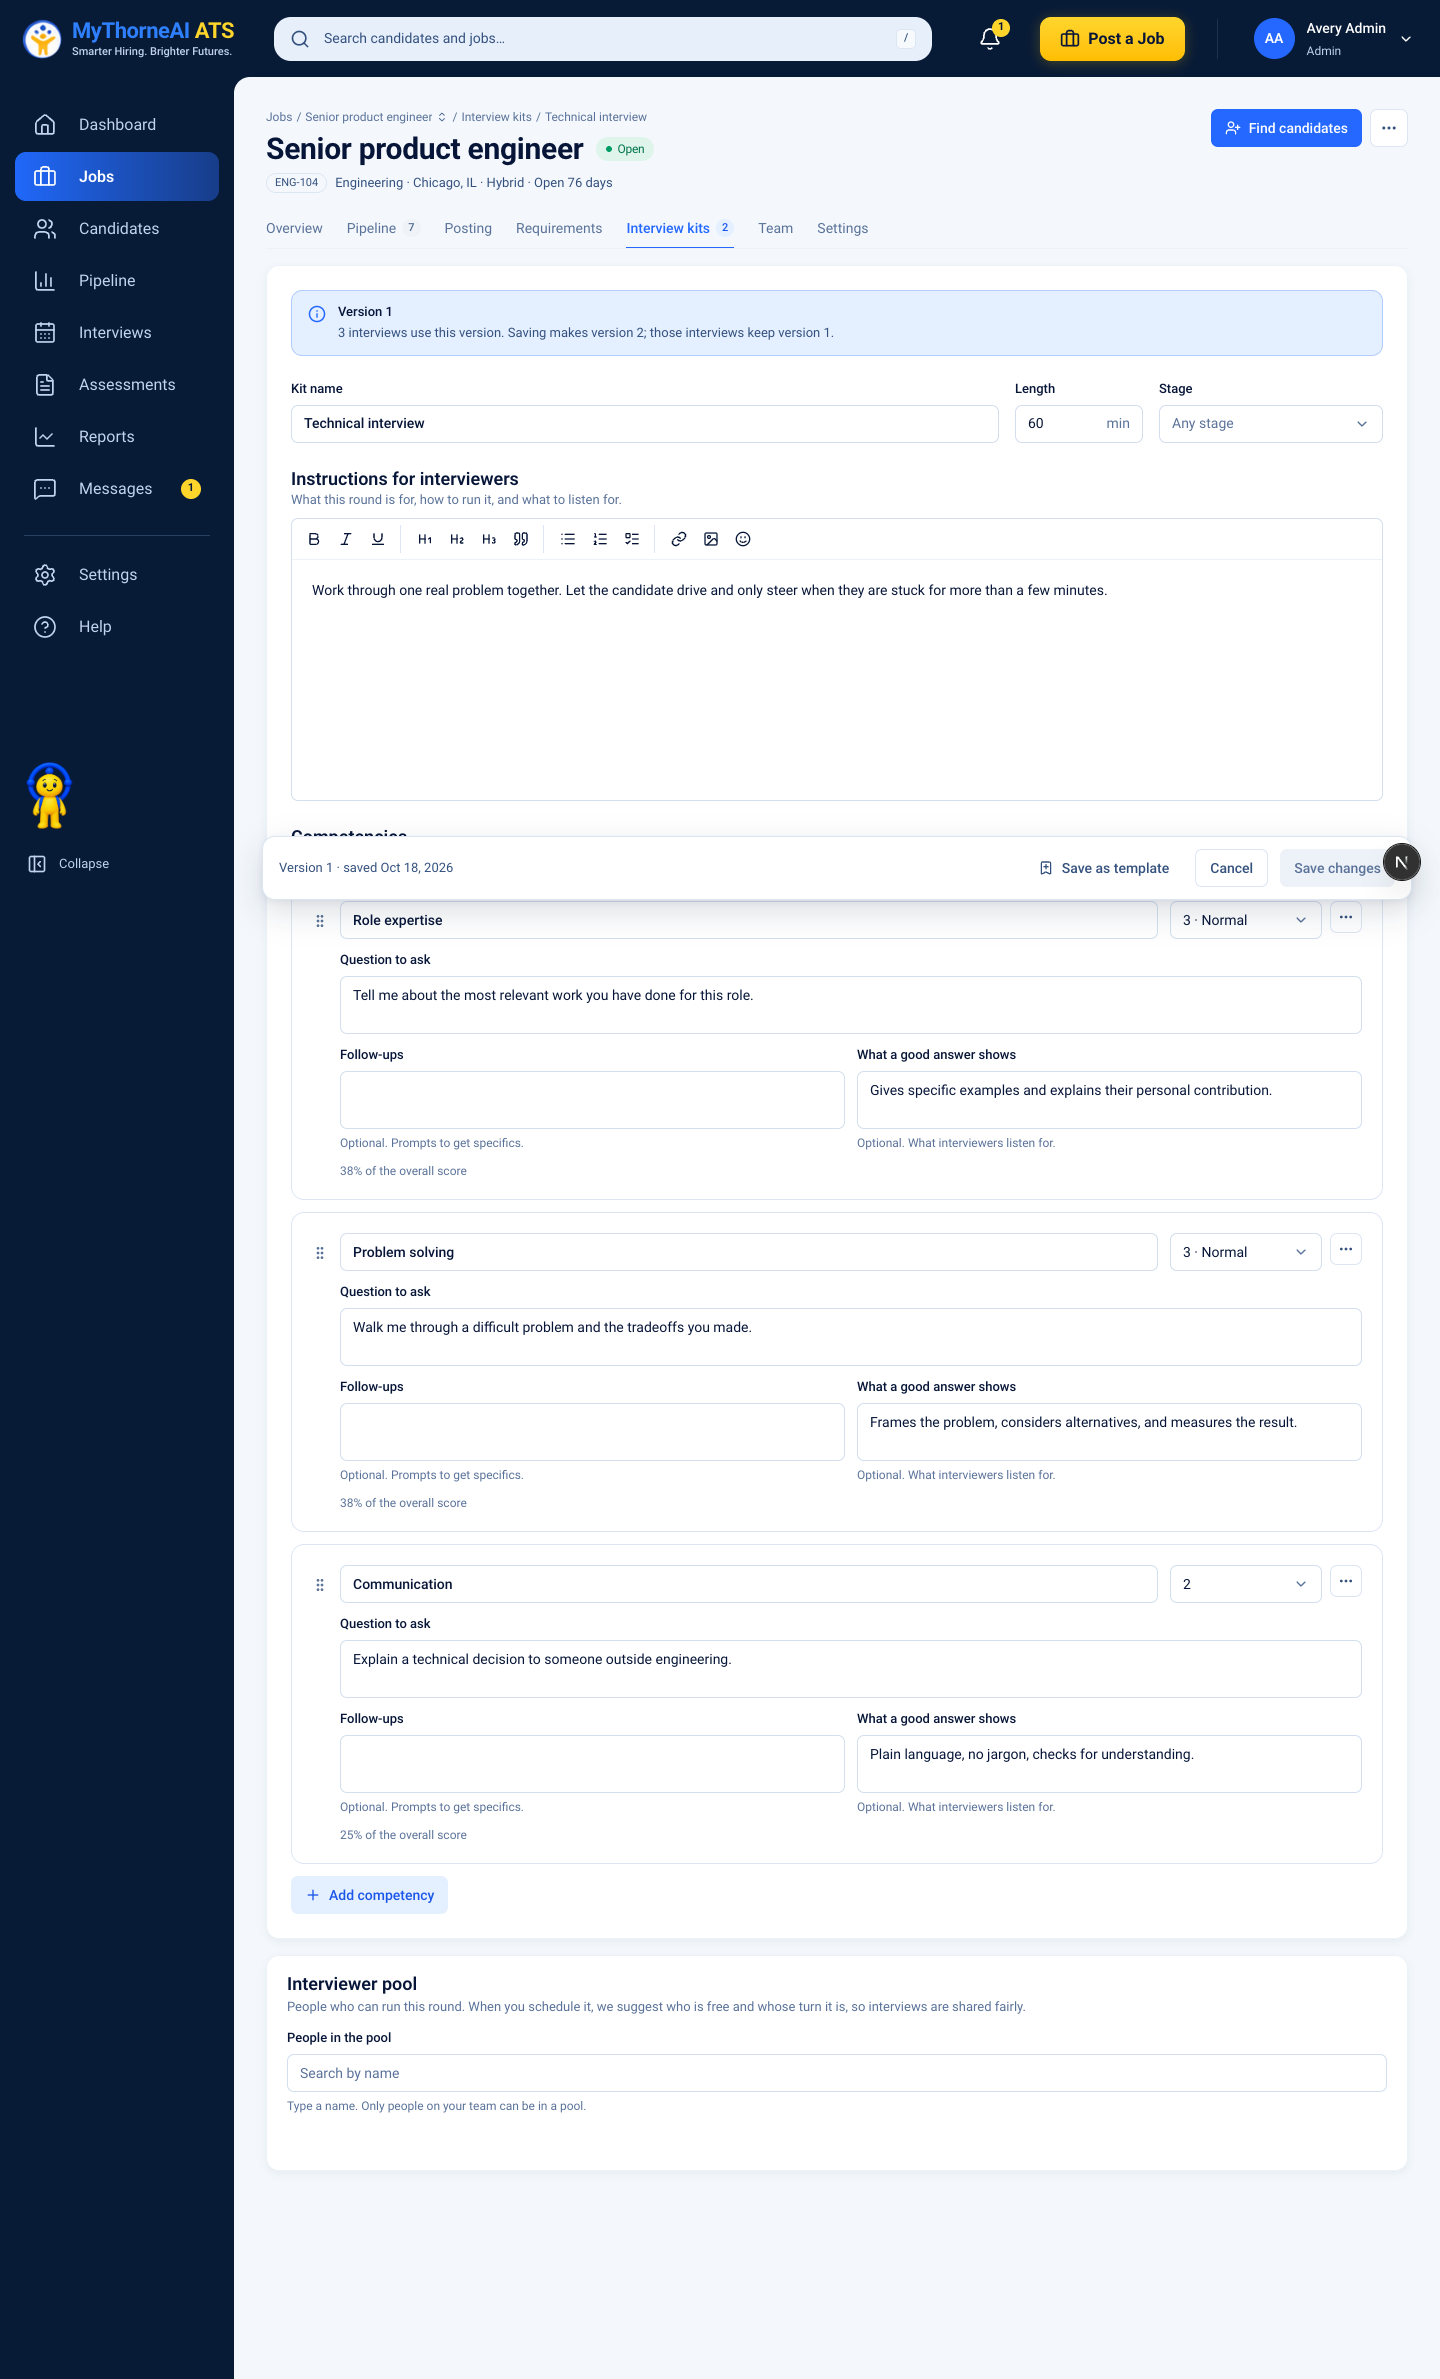 MyThorneAI ATS
Smarter Hiring. Brighter Futures.
Search candidates and jobs...
/
1
Post a Job
AA
Avery Admin
Admin
Dashboard
Jobs
Candidates
Pipeline
Interviews
Assessments
Reports
Messages
1
Settings
Help
Collapse
Jobs / Senior product engineer / Interview kits / Technical interview
Senior product engineer
Open
Find candidates
ENG-104
Engineering · Chicago, IL · Hybrid · Open 76 days
Overview
Pipeline 7
Posting
Requirements
Interview kits 2
Team
Settings
Version 1
3 interviews use this version. Saving makes version 2; those interviews keep version 1.
Kit name
Length
Stage
Technical interview
60 min
Any stage
Instructions for interviewers
What this round is for, how to run it, and what to listen for.
B I U H1 H2 H3
Work through one real problem together. Let the candidate drive and only steer when they are stuck for more than a few minutes.
Competencies
Version 1 · saved Oct 18, 2026
Save as template
Cancel
Save changes
N
Role expertise
3 · Normal
Question to ask
Tell me about the most relevant work you have done for this role.
Follow-ups
What a good answer shows
Gives specific examples and explains their personal contribution.
Optional. Prompts to get specifics.
Optional. What interviewers listen for.
38% of the overall score
Problem solving
3 · Normal
Question to ask
Walk me through a difficult problem and the tradeoffs you made.
Follow-ups
What a good answer shows
Frames the problem, considers alternatives, and measures the result.
Optional. Prompts to get specifics.
Optional. What interviewers listen for.
38% of the overall score
Communication
2
Question to ask
Explain a technical decision to someone outside engineering.
Follow-ups
What a good answer shows
Plain language, no jargon, checks for understanding.
Optional. Prompts to get specifics.
Optional. What interviewers listen for.
25% of the overall score
Add competency
Interviewer pool
People who can run this round. When you schedule it, we suggest who is free and whose turn it is, so interviews are shared fairly.
People in the pool
Search by name
Type a name. Only people on your team can be in a pool.